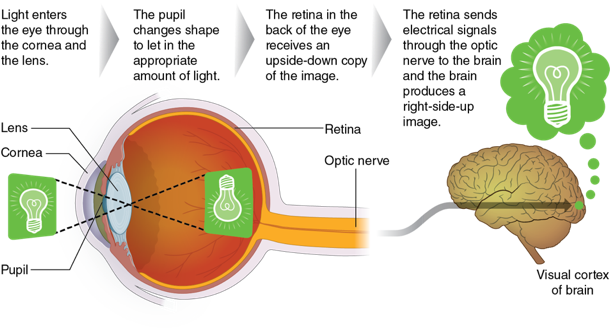 Light enters
the eye through
the cornea and
the lens.
The pupil
changes shape
to let in the
appropriate
amount of light.
The retina in the
back of the eye
receives an
upside-down copy
of the image.
The retina sends
electrical signals
through the optic
nerve to the brain
and the brain
produces a
right-side-up
image.
Lens
Cornea
Pupil
Retina
Optic nerve
Visual cortex
of brain